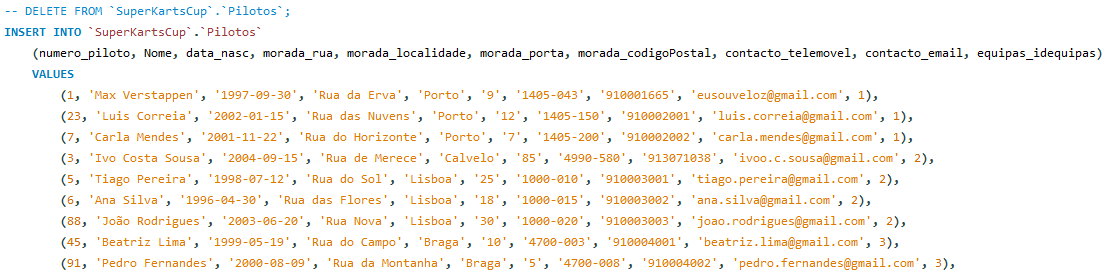 -- DELETE FROM `SuperKartsCup`.`Pilotos`;
INSERT INTO `SuperKartsCup`.`Pilotos`
(numero_piloto, Nome, data_nasc, morada_rua, morada_localidade, morada_porta, morada_codigoPostal, contacto_telemovel, contacto_email, equipas_idequipas)
VALUES
(1, 'Max Verstappen', '1997-09-30', 'Rua da Erva', 'Porto', '9', '1405-043', '910001665', 'eusouveloz@gmail.com', 1),
(23, 'Luis Correia', '2002-01-15', 'Rua das Nuvens', 'Porto', '12', '1405-150', '910002001', 'luis.correia@gmail.com', 1),
(7, 'Carla Mendes', '2001-11-22', 'Rua do Horizonte', 'Porto', '7', '1405-200', '910002002', 'carla.mendes@gmail.com', 1),
(3, 'Ivo Costa Sousa', '2004-09-15', 'Rua de Merece', 'Calvelo', '85', '4990-580', '913071038', 'ivoo.c.sousa@gmail.com', 2),
(5, 'Tiago Pereira', '1998-07-12', 'Rua do Sol', 'Lisboa', '25', '1000-010', '910003001', 'tiago.pereira@gmail.com', 2),
(6, 'Ana Silva', '1996-04-30', 'Rua das Flores', 'Lisboa', '18', '1000-015', '910003002', 'ana.silva@gmail.com', 2),
(88, 'João Rodrigues', '2003-06-20', 'Rua Nova', 'Lisboa', '30', '1000-020', '910003003', 'joao.rodrigues@gmail.com', 2),
(45, 'Beatriz Lima', '1999-05-19', 'Rua do Campo', 'Braga', '10', '4700-003', '910004001', 'beatriz.lima@gmail.com', 3),
(91, 'Pedro Fernandes', '2000-08-09', 'Rua da Montanha', 'Braga', '5', '4700-008', '910004002', 'pedro.fernandes@gmail.com', 3),